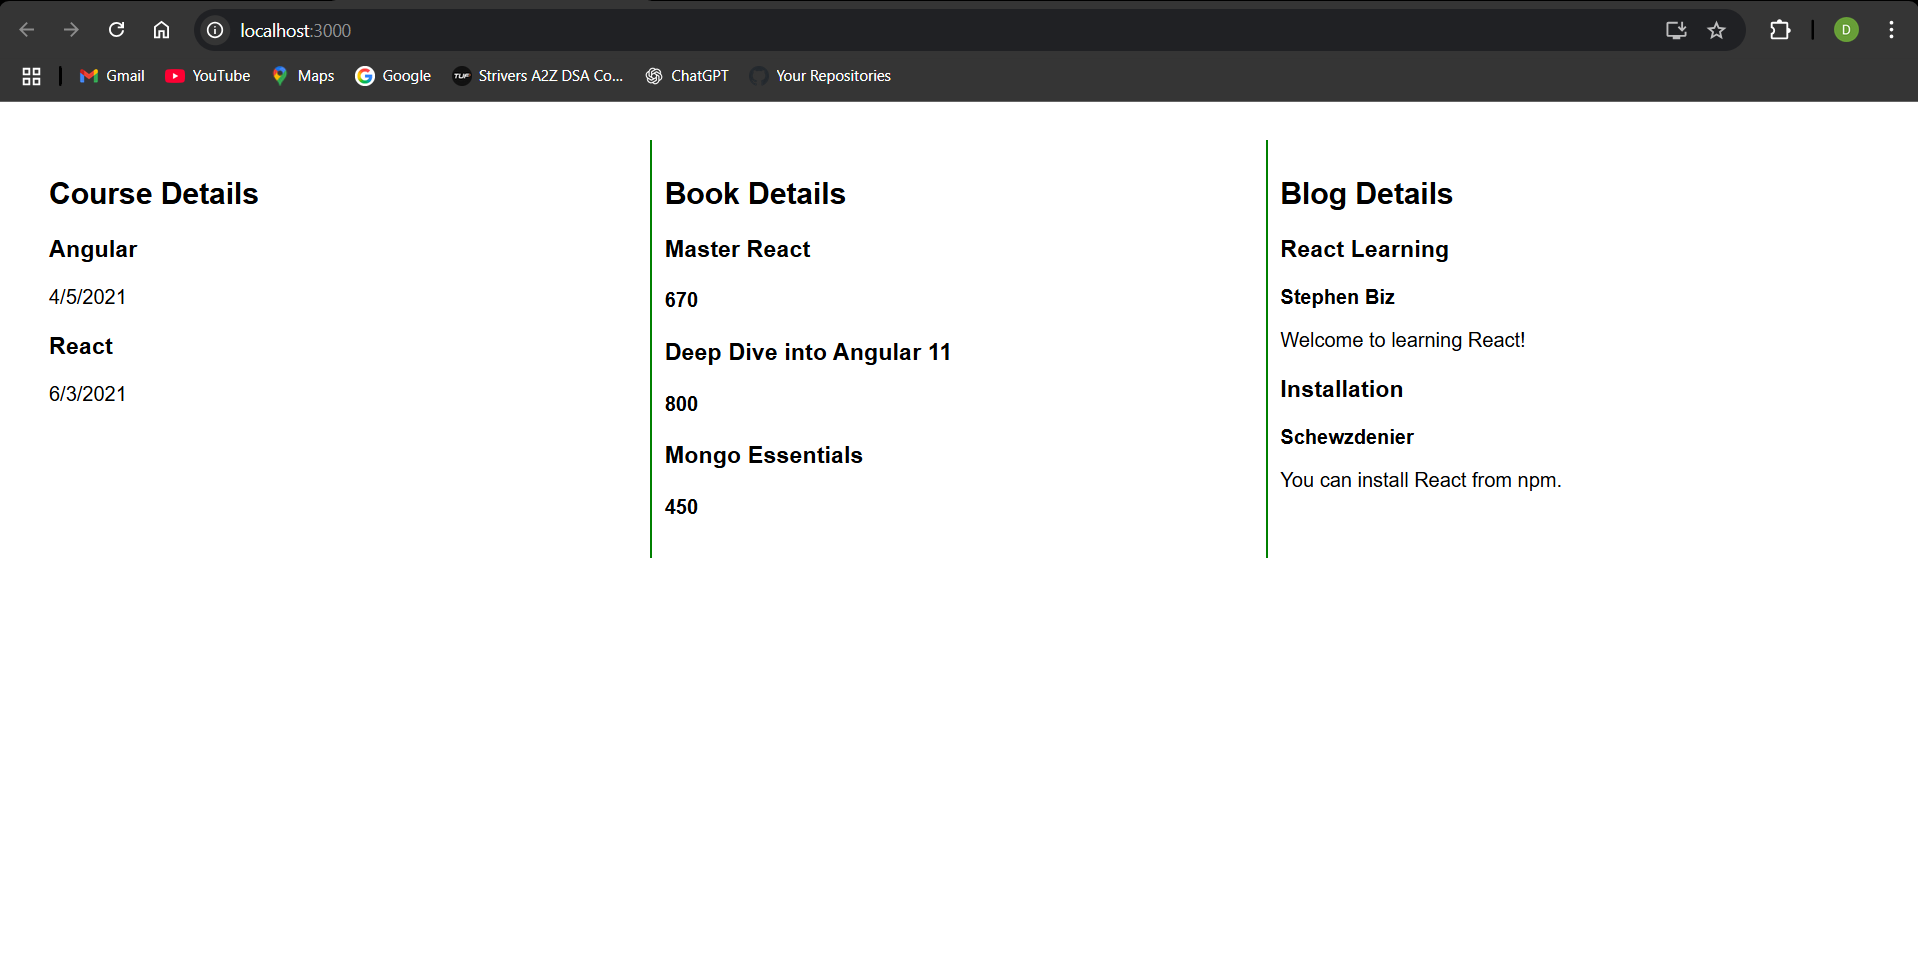 localhost:3000
D
Gmail
YouTube
Maps
Google
TUF
Strivers A2Z DSA Co...
ChatGPT
Your Repositories
Course Details
Angular
4/5/2021
React
6/3/2021
Book Details
Master React
670
Deep Dive into Angular 11
800
Mongo Essentials
450
Blog Details
React Learning
Stephen Biz
Welcome to learning React!
Installation
Schewzdenier
You can install React from npm.